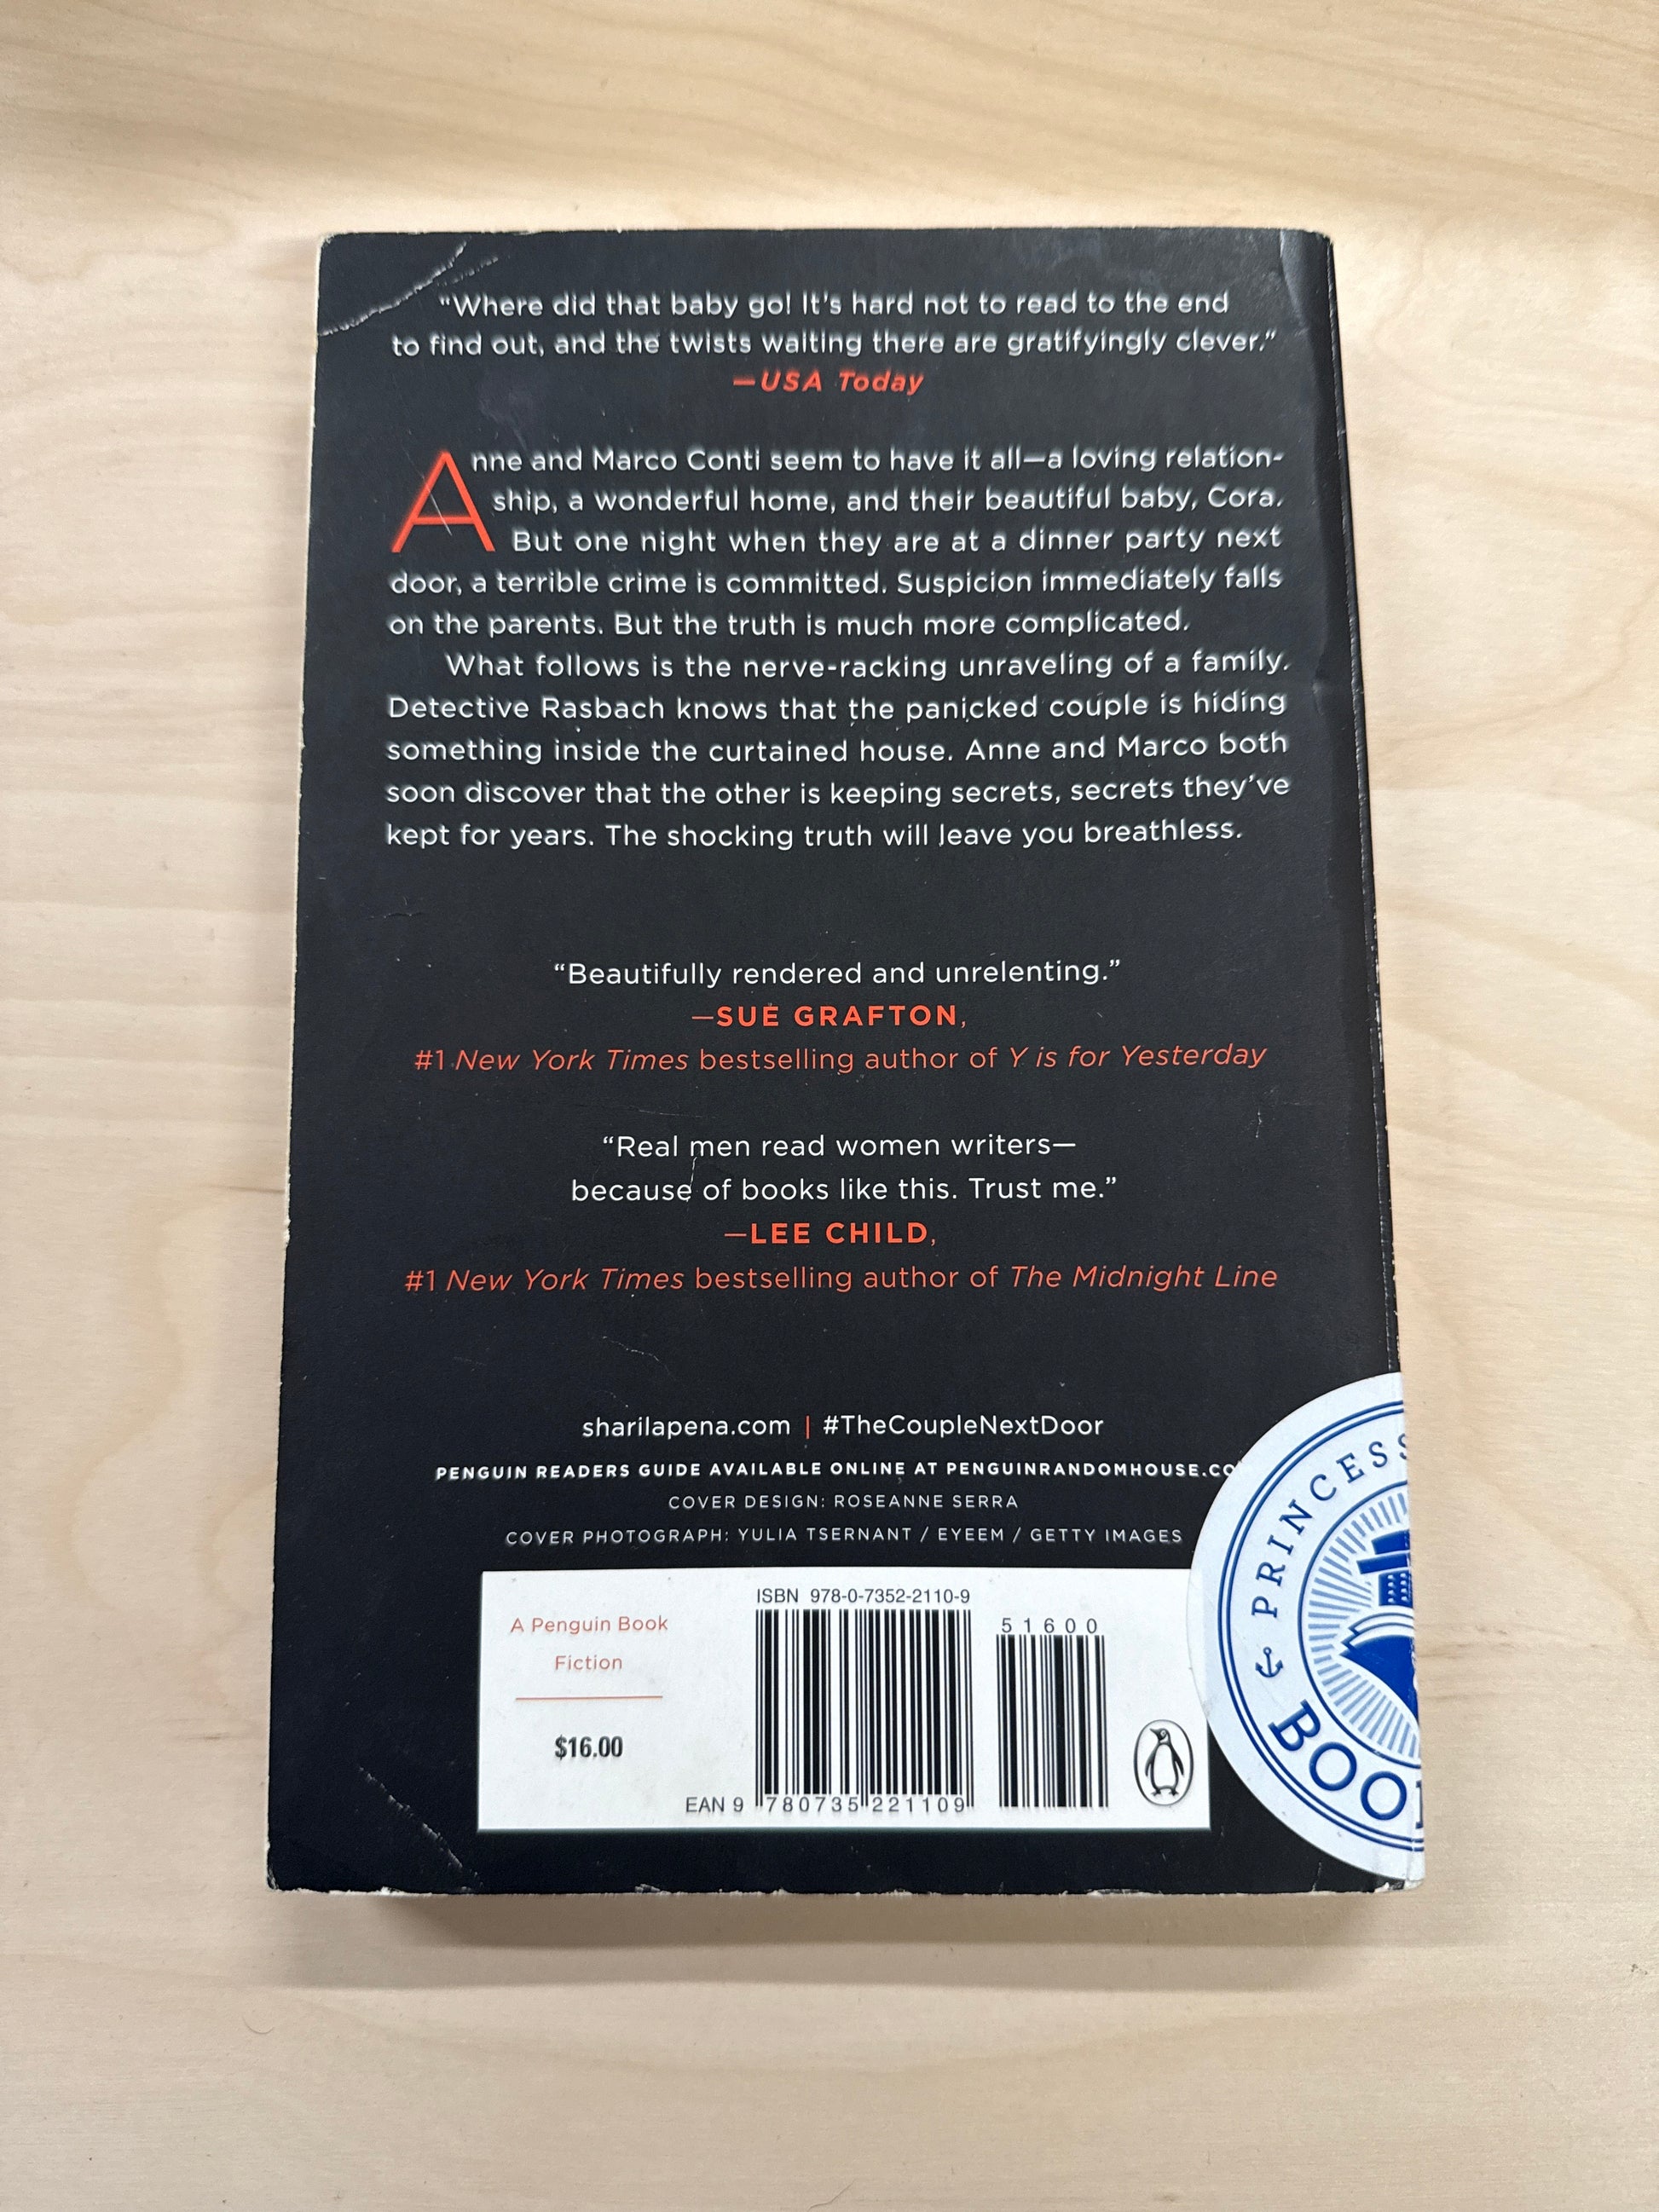 "Where did that baby go! It's hard not to read to the end
to find out, and the twists waiting there are gratifyingly clever."
—USA Today
Anne and Marco Conti seem to have it all—a loving relation-
ship, a wonderful home, and their beautiful baby, Cora.
But one night when they are at a dinner party next
door, a terrible crime is committed. Suspicion immediately falls
on the parents. But the truth is much more complicated.
What follows is the nerve-racking unraveling of a family.
Detective Rasbach knows that the panicked couple is hiding
something inside the curtained house. Anne and Marco both
soon discover that the other is keeping secrets, secrets they've
kept for years. The shocking truth will leave you breathless.
“Beautifully rendered and unrelenting.”
—SUE GRAFTON,
#1 New York Times bestselling author of Y is for Yesterday
“Real men read women writers—
because of books like this. Trust me.”
—LEE CHILD,
#1 New York Times bestselling author of The Midnight Line
sharilapena.com | #TheCoupleNextDoor
PENGUIN READERS GUIDE AVAILABLE ONLINE AT PENGUINRANDOMHOUSE.CO
COVER DESIGN: ROSEANNE SERRA
COVER PHOTOGRAPH: YULIA TSERNANT / EYEEM / GETTY IMAGES
A Penguin Book
Fiction
$16.00
ISBN 978-0-7352-2110-9
51600
EAN 9 780735 221109
PRINCESS
BOO